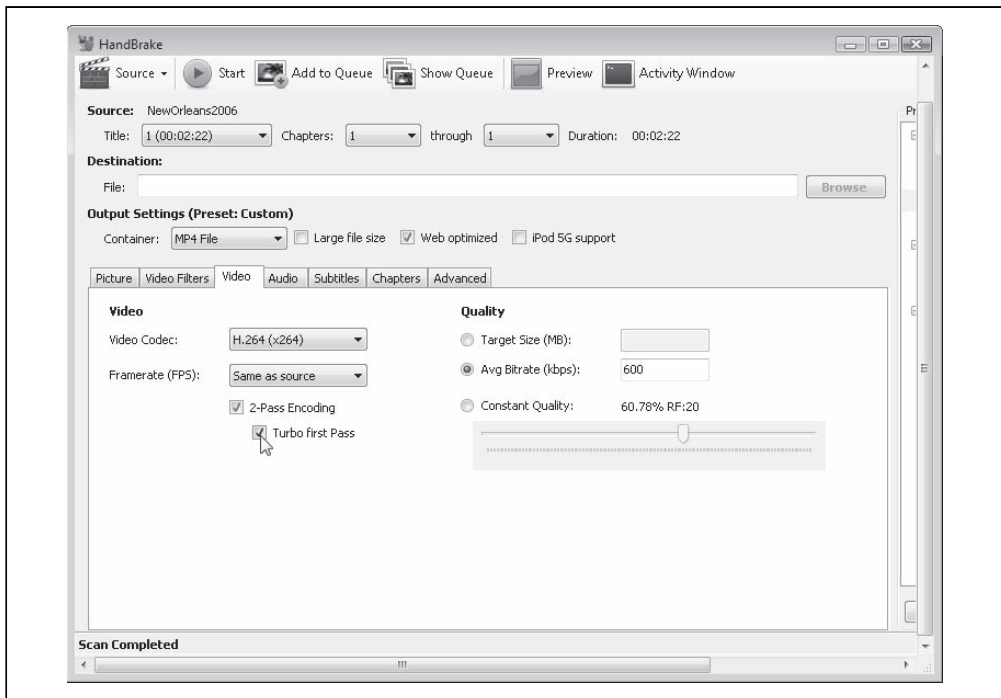 HandBrake
Source Start Add to Queue Show Queue Preview Activity Window
Source: NewOrleans2006
Title: 1 (00:02:22) Chapters: 1 through 1 Duration: 00:02:22
Destination:
File: Browse
Output Settings (Preset: Custom)
Container: MP4 File Large file size Web optimized iPod 5G support
Picture Video Filters Video Audio Subtitles Chapters Advanced
Video Quality
Video Codec: H.264 (x264) Target Size (MB):
Framerate (FPS): Same as source Avg Bitrate (kbps): 600
2-Pass Encoding Constant Quality: 60.78% RF:20
Turbo first Pass
Scan Completed